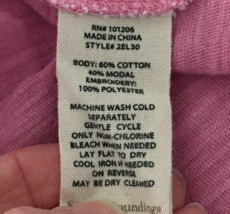 RN# 101206
MADE IN CHINA
STYLE# 2EL30
BODY: 60% COTTON
40% MODAL
EMBROIDERY:
100% POLYESTER
MACHINE WASH COLD
SEPARATELY
GENTLE CYCLE
ONLY NON-CHLORINE
BLEACH WHEN NEEDED
LAY FLAT TO DRY
COOL IRON IF NEEDED
ON REVERSE
MAY BE DRY CLEANED